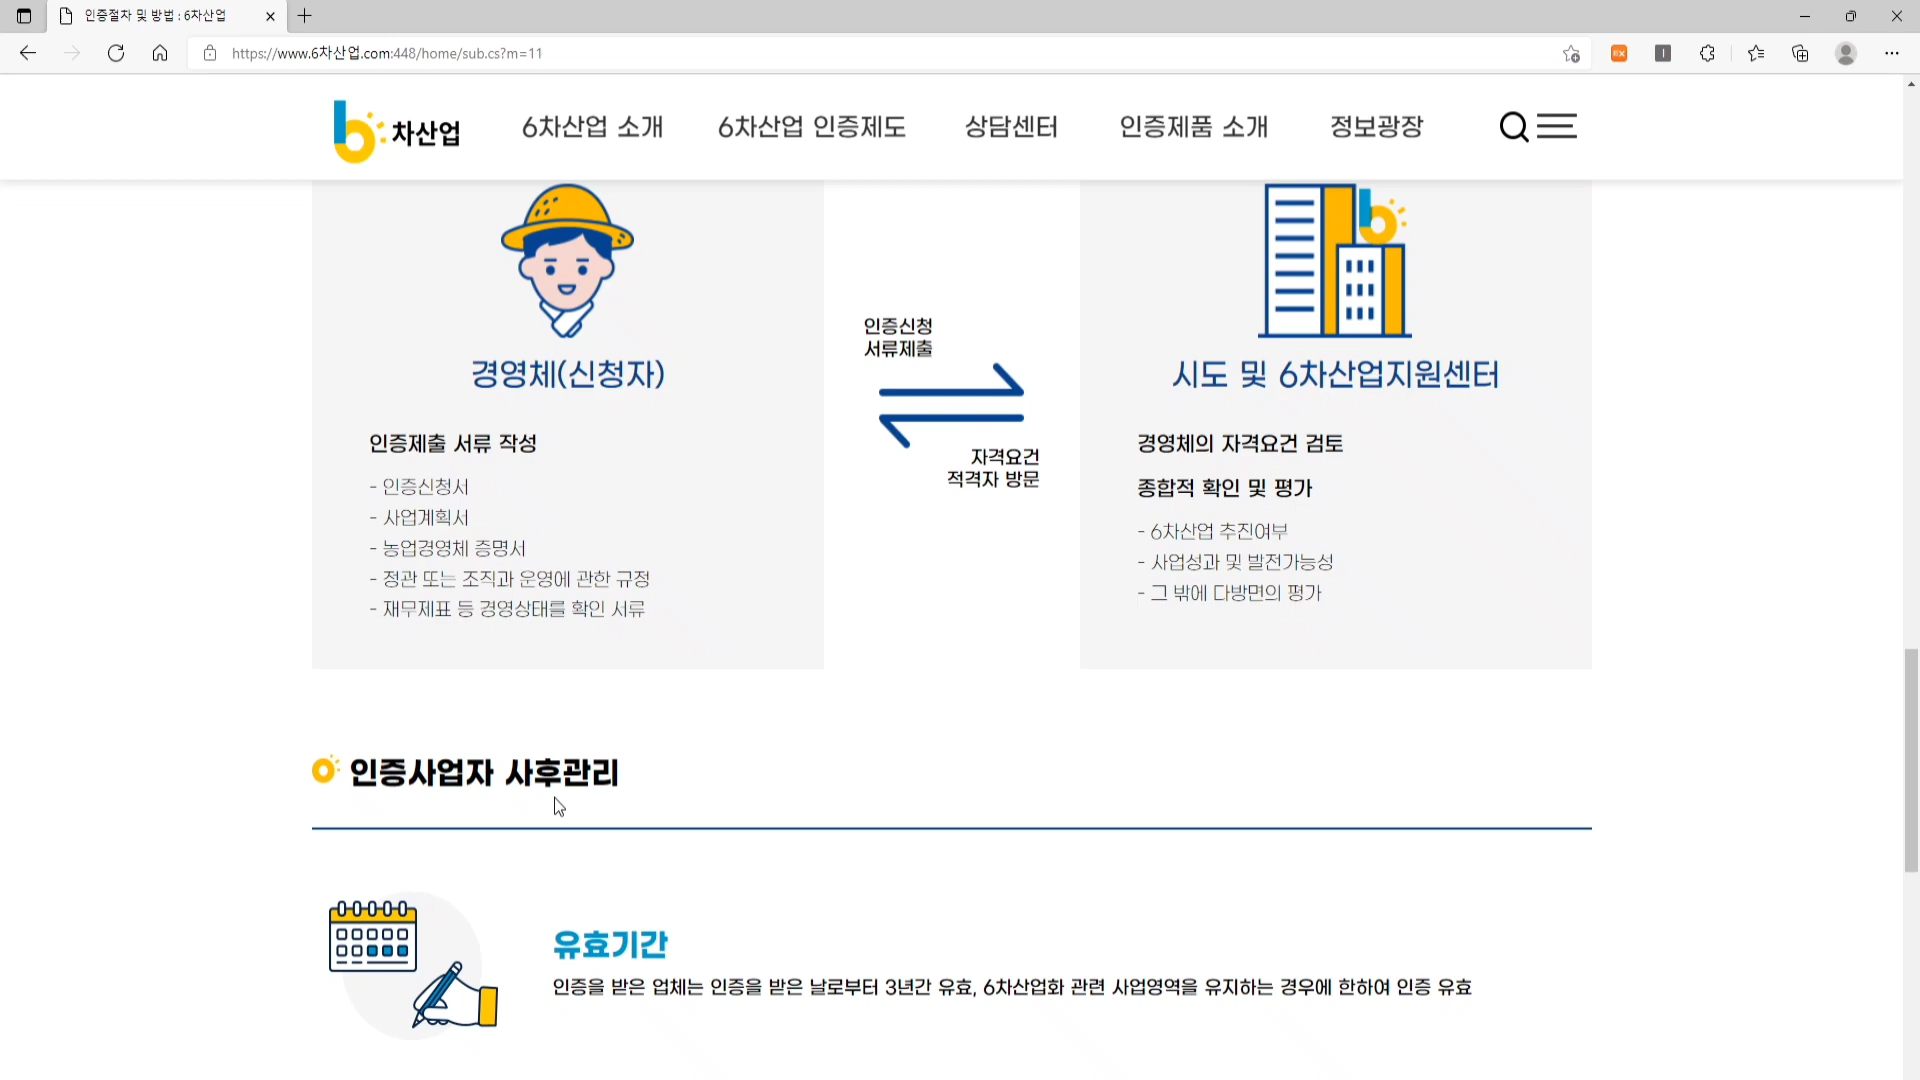 인증절차 및 방법 : 6차산업
https://www.6차산업.com:448/home/sub.cs?m=11
차산업
6차산업 소개
6차산업 인증제도
상담센터
인증제품 소개
정보광장
경영체(신청자)
인증제출 서류 작성
- 인증신청서
- 사업계획서
- 농업경영체 증명서
- 정관 또는 조직과 운영에 관한 규정
- 재무제표 등 경영상태를 확인 서류
인증신청
서류제출
자격요건
적격자 방문
시도 및 6차산업지원센터
경영체의 자격요건 검토
종합적 확인 및 평가
- 6차산업 추진여부
- 사업성과 및 발전가능성
- 그 밖에 다방면의 평가
인증사업자 사후관리
유효기간
인증을 받은 업체는 인증을 받은 날로부터 3년간 유효, 6차산업화 관련 사업영역을 유지하는 경우에 한하여 인증 유효